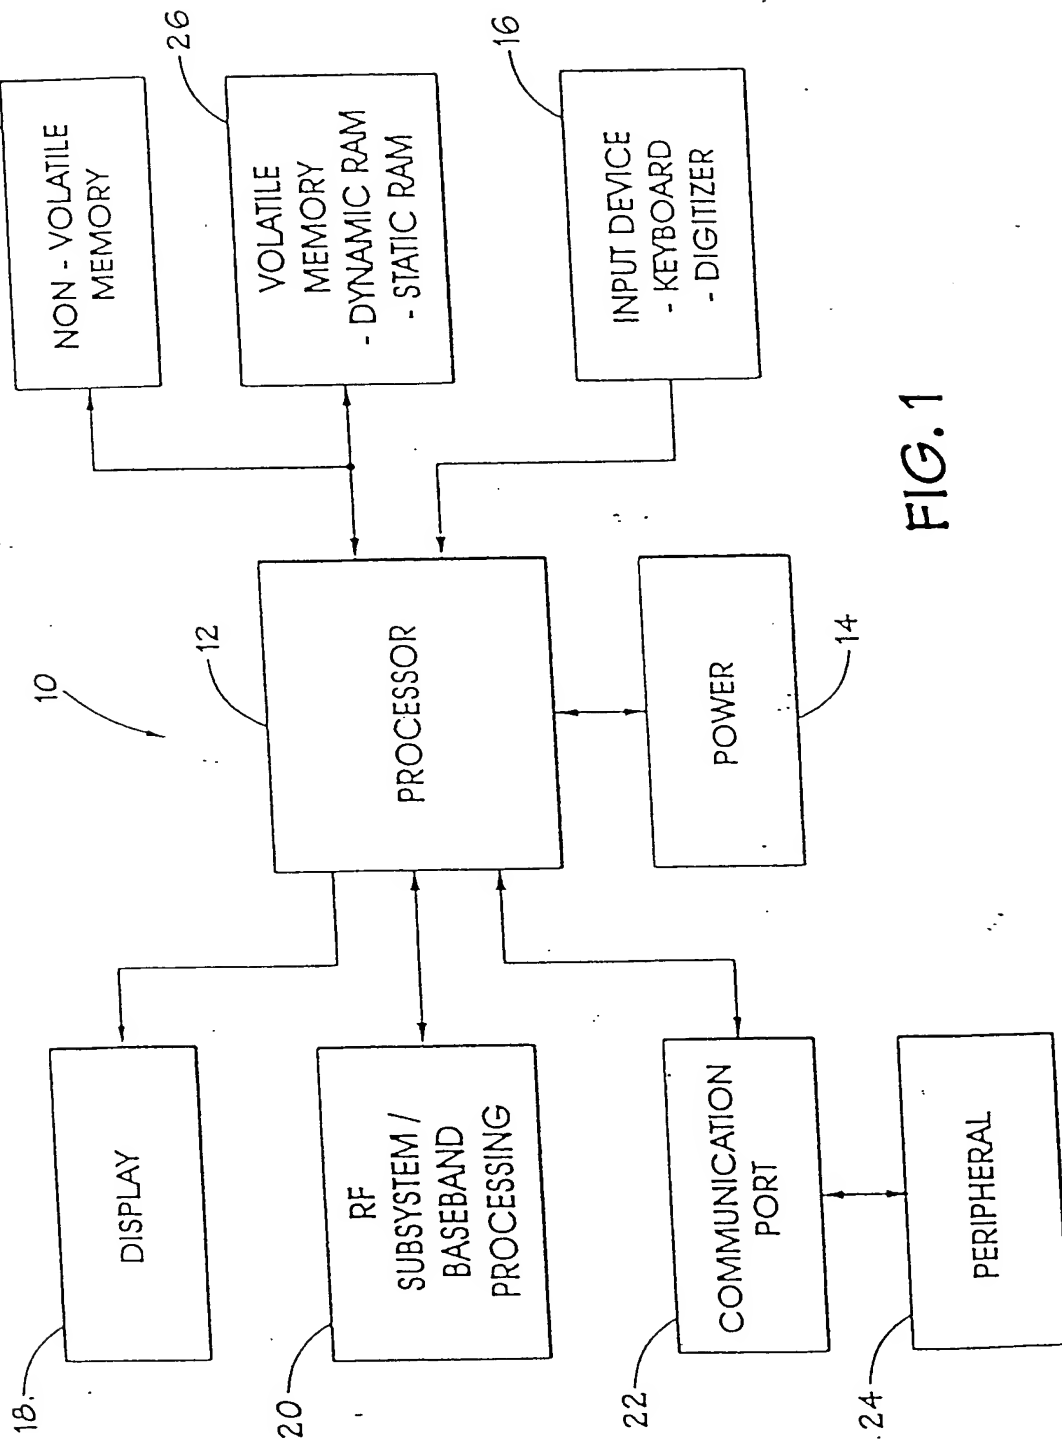 10
12
18.
DISPLAY
20
RF
SUBSYSTEM /
BASEBAND
PROCESSING
22
COMMUNICATION
PORT
.24
PERIPHERAL
PROCESSOR
POWER
14
NON - VOLATILE
MEMORY
26
VOLATILE
MEMORY
- DYNAMIC RAM
- STATIC RAM
16
INPUT DEVICE
- KEYBOARD
- DIGITIZER
FIG. 1